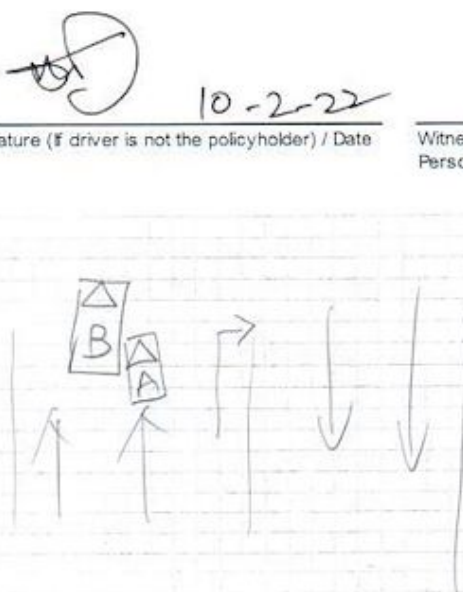 10-2-22
ature (If driver is not the policyholder) / Date
Witne
Perso
B
A